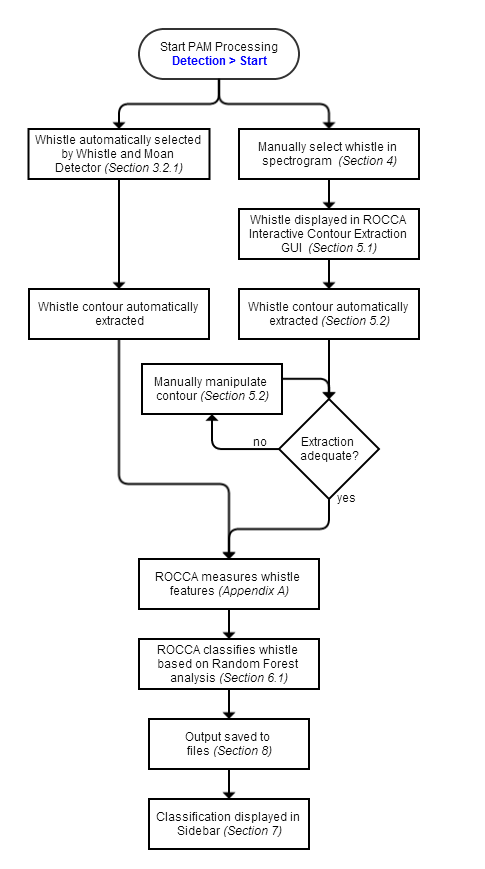 Start PAM Processing
Detection > Start
Whistle automatically selected
by Whistle and Moan
Detector (Section 3.2.1)
Manually select whistle in
spectrogram (Section 4)
Whistle displayed in ROCCA
Interactive Contour Extraction
GUI (Section 5.1)
Whistle contour automatically
extracted
Whistle contour automatically
extracted (Section 5.2)
Manually manipulate
contour (Section 5.2)
Extraction
adequate?
no
yes
ROCCA measures whistle
features (Appendix A)
ROCCA classifies whistle
based on Random Forest
analysis (Section 6.1)
Output saved to
files (Section 8)
Classification displayed in
Sidebar (Section 7)